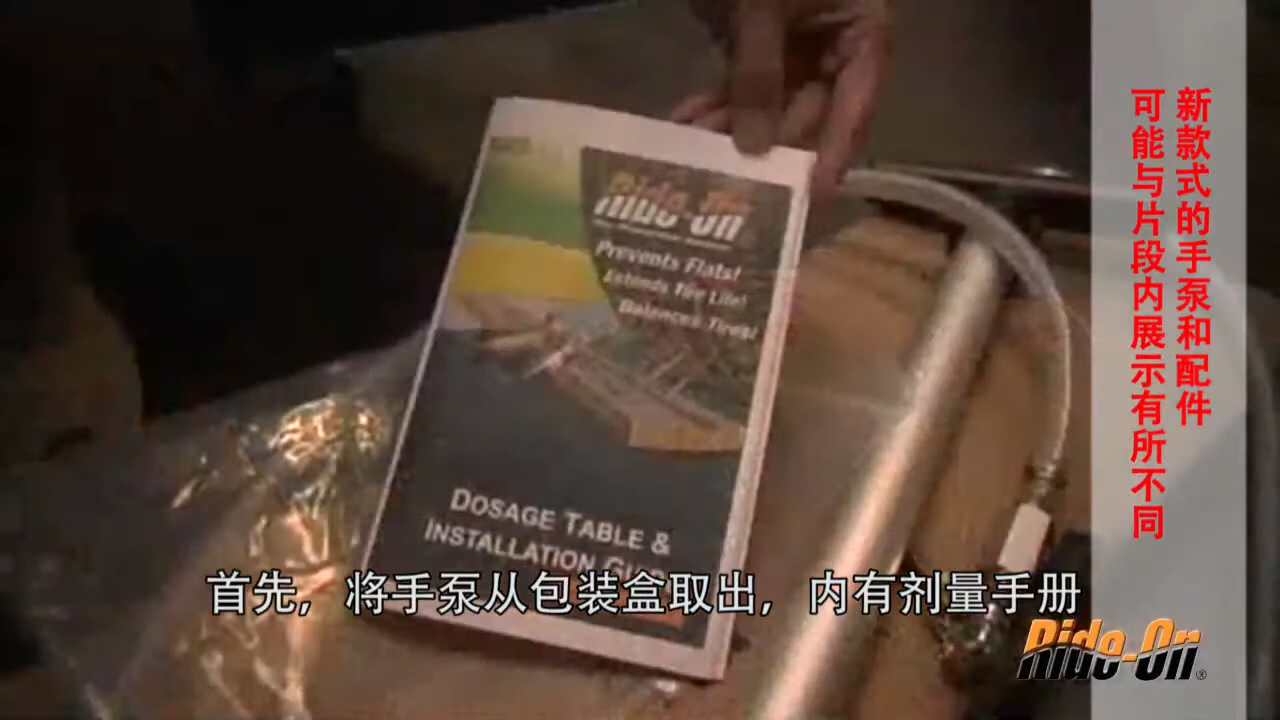 Ride-On
Prevents Flats!
Extends Tire Life!
Balances Tires!
DOSAGE TABLE &
INSTALLATION
首先，将手泵从包装盒取出，内有剂量手册
新款式的手泵和配件
可能与片段内展示有所不同
Ride-On®